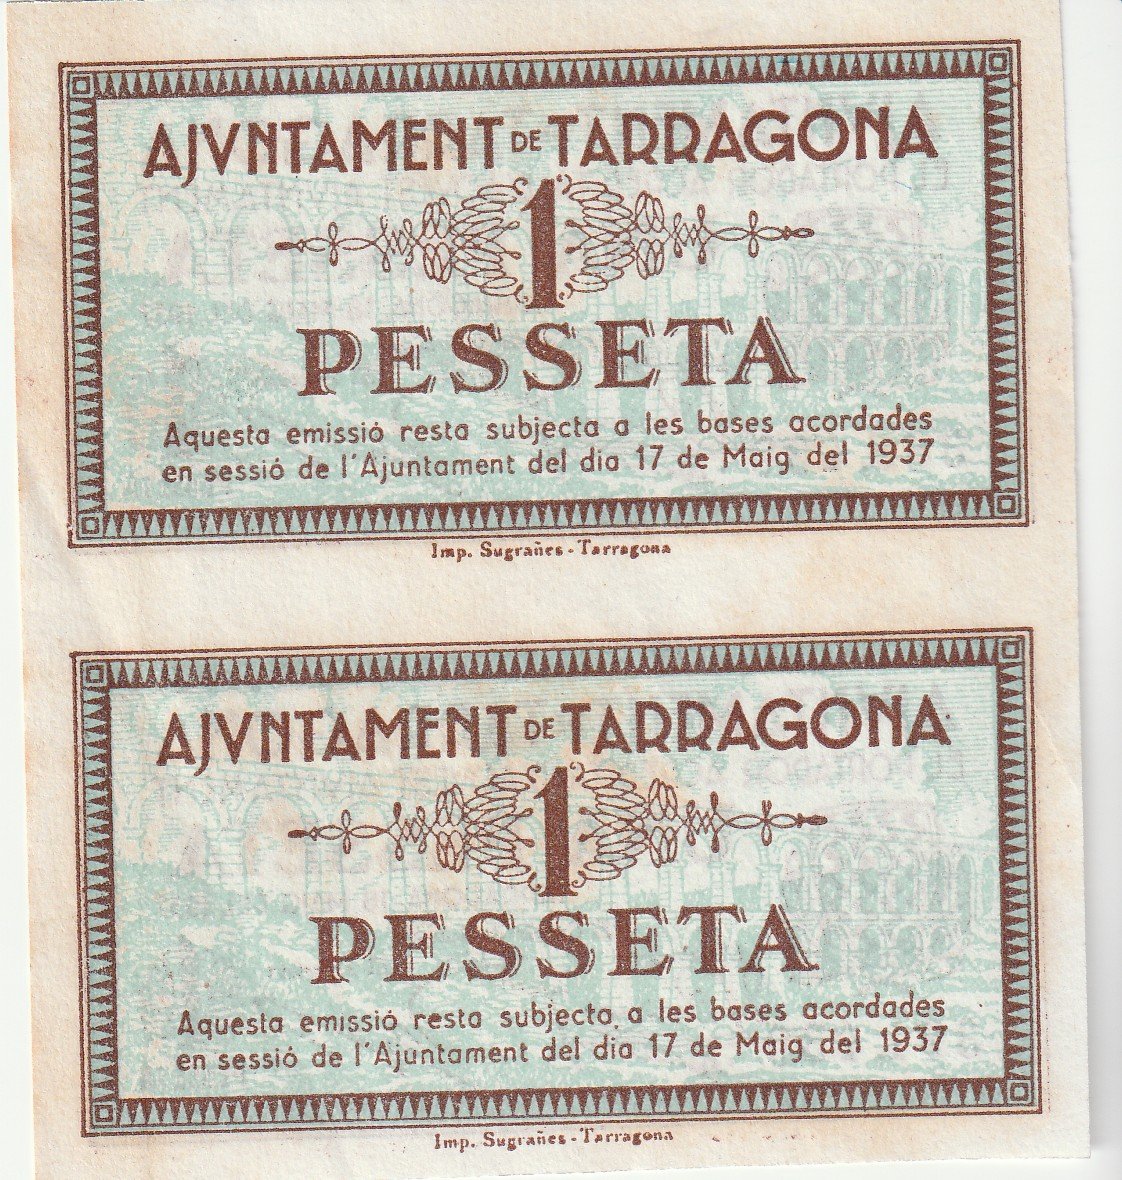 AJVNTAMENT DE TARRAGONA
1
PESSETA
Aquesta emissió resta subjecta a les bases acordades
en sessió de l'Ajuntament del dia 17 de Maig del 1937
Imp. Sugrañes - Tarragona
AJVNTAMENT DE TARRAGONA
1
PESSETA
Aquesta emissió resta subjecta a les bases acordades
en sessió de l'Ajuntament del dia 17 de Maig del 1937
Imp. Sugrañes - Tarragona